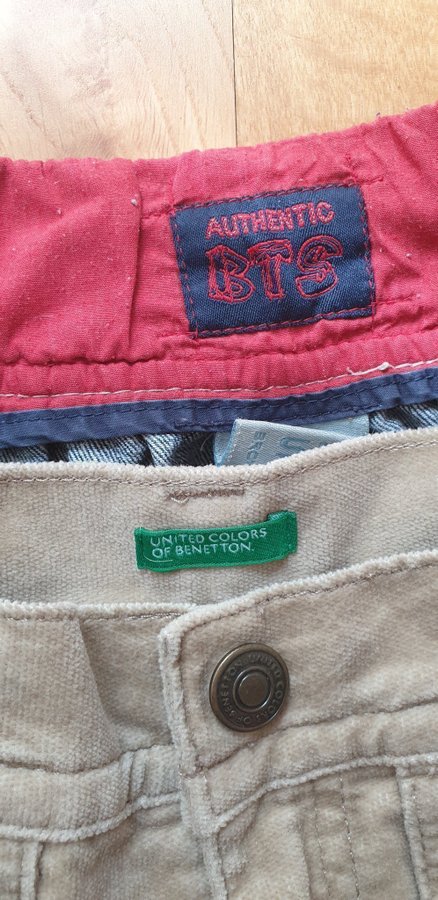 AUTHENTIC
BTS
UNITED COLORS
OF BENETTON.